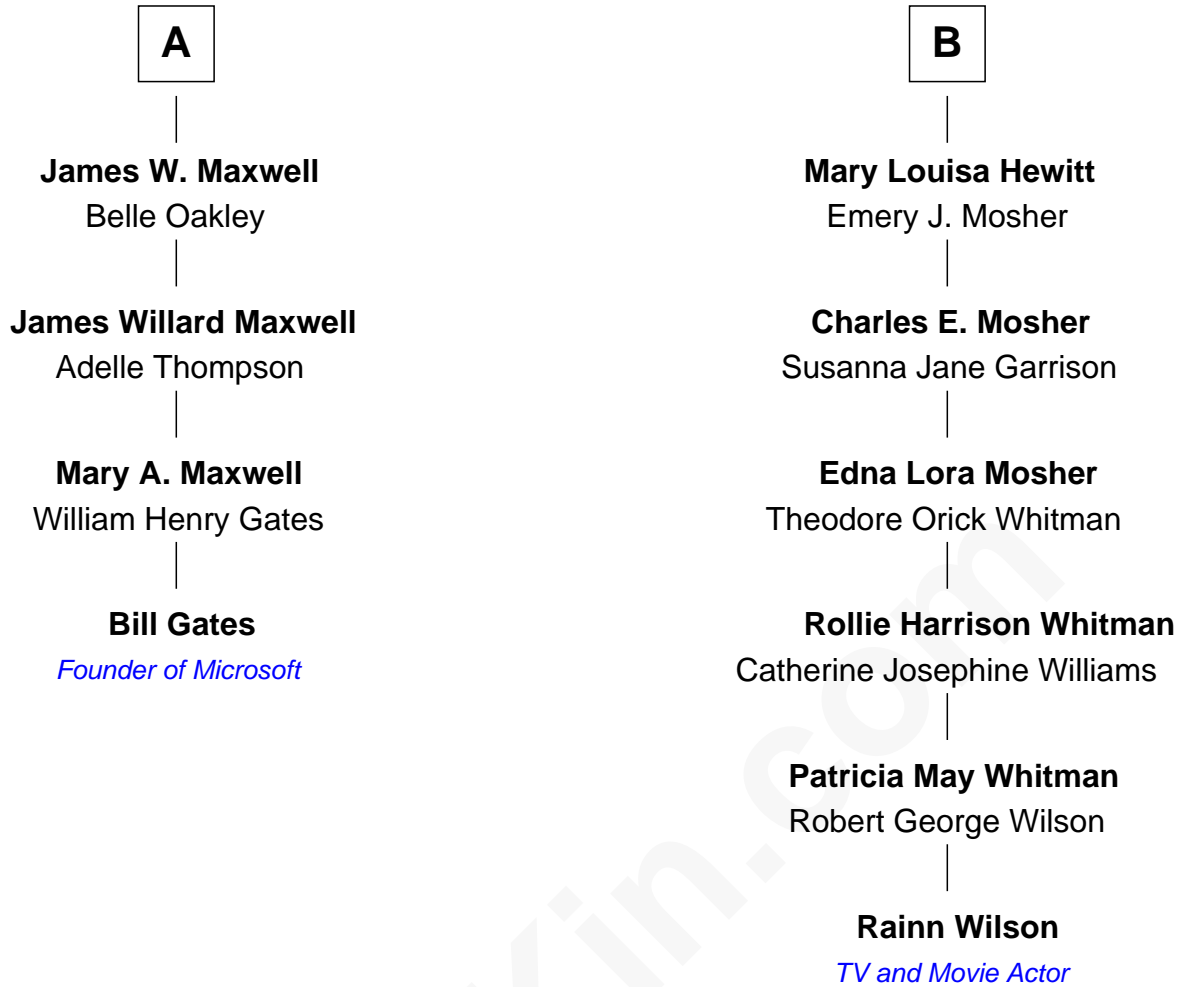 A
James W. Maxwell
Belle Oakley
James Willard Maxwell
Adelle Thompson
Mary A. Maxwell
William Henry Gates
Bill Gates
Founder of Microsoft
B
Mary Louisa Hewitt
Emery J. Mosher
Charles E. Mosher
Susanna Jane Garrison
Edna Lora Mosher
Theodore Orick Whitman
Rollie Harrison Whitman
Catherine Josephine Williams
Patricia May Whitman
Robert George Wilson
Rainn Wilson
TV and Movie Actor